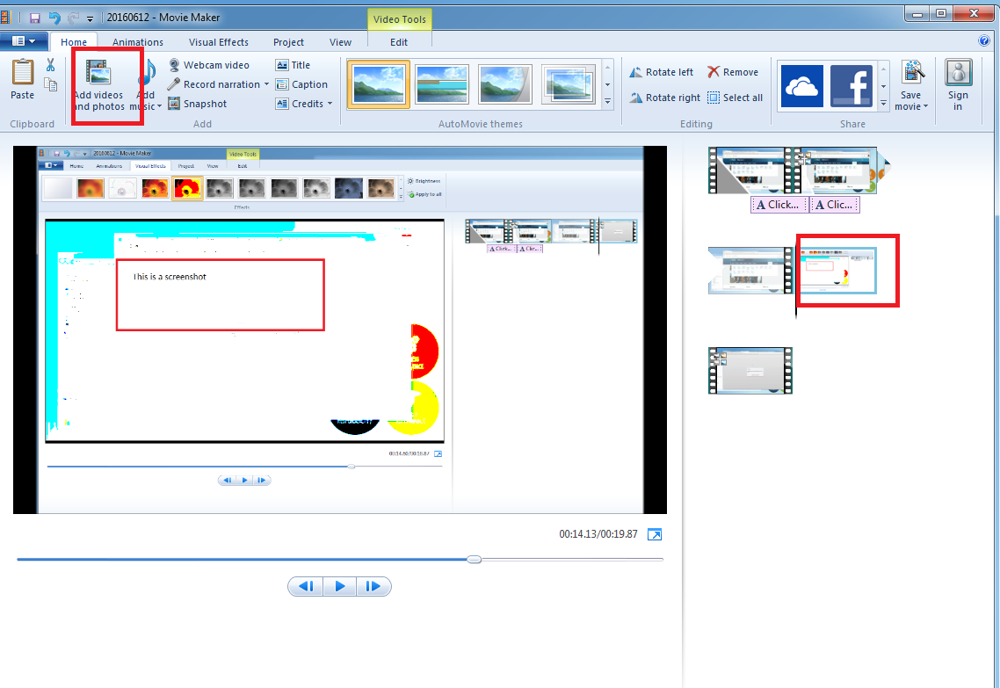 20160612 - Movie Maker
Video Tools
Home
Animations
Visual Effects
Project
View
Edit
Paste
Clipboard
Add videos
and photos
Add
music
Webcam video
Record narration
Snapshot
Title
Caption
Credits
Add
AutoMovie themes
Rotate left
Rotate right
Remove
Select all
Editing
Share
Save
movie
Sign
in
20160612 - Movie Maker
Video Tools
Home
Animations
Visual Effects
Project
View
Edit
Brightness
Apply to all
Effects
This is a screenshot
A Click...
A Clic...
00:14.60/00:19.87
A Click...
A Clic...
00:14.13/00:19.87